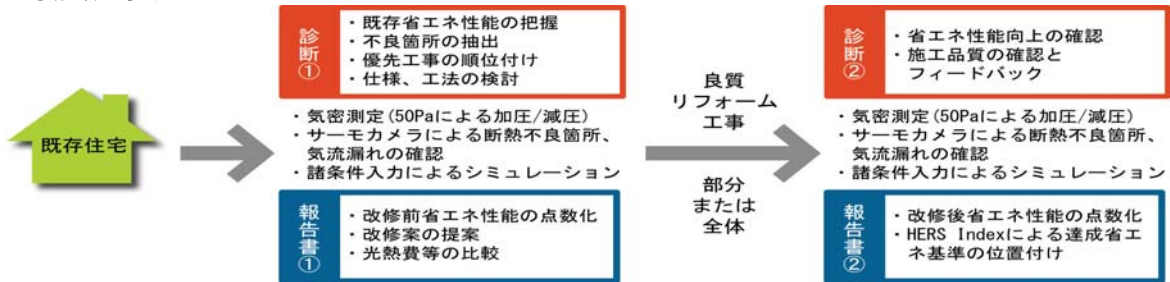 既存住宅
診断①
・既存省エネ性能の把握
・不良箇所の抽出
・優先工事の順位付け
・仕様、工法の検討
・気密測定(50Paによる加圧/減圧)
・サーモカメラによる断熱不良箇所、
気流漏れの確認
・諸条件入力によるシミュレーション
報告書①
・改修前省エネ性能の点数化
・改修案の提案
・光熱費等の比較
良質
リフォーム
工事
部分
または
全体
診断②
・省エネ性能向上の確認
・施工品質の確認と
フィードバック
・気密測定(50Paによる加圧/減圧)
・サーモカメラによる断熱不良箇所、
気流漏れの確認
・諸条件入力によるシミュレーション
報告書②
・改修後省エネ性能の点数化
・HERS Indexによる達成省エ
ネ基準の位置付け